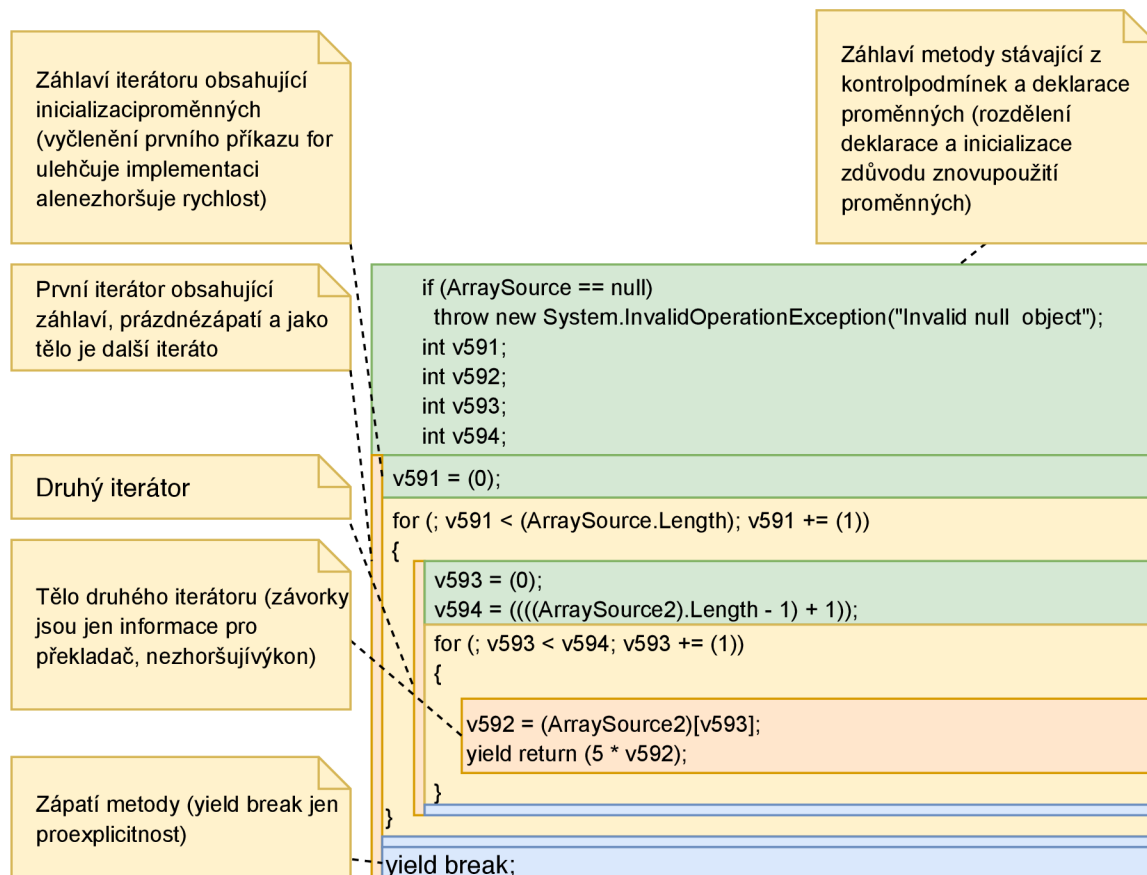 Záhlaví iterátoru obsahující
inicializaciproměnných
(vyčlenění prvního příkazu for
ulehčuje implementaci
alenezhoršuje rychlost)
Záhlaví metody stávající z
kontrolpodmínek a deklarace
proměnných (rozdělení
deklarace a inicializace
zdůvodu znovupoužití
proměnných)
První iterátor obsahující
záhlaví, prázdnézápatí a jako
tělo je další iteráto
Druhý iterátor
Tělo druhého iterátoru (závorky
jsou jen informace pro
překladač, nezhoršujívýkon)
Zápatí metody (yield break jen
proexplicitnost)
if (ArraySource == null)
throw new System.InvalidOperationException("Invalid null  object");
int v591;
int v592;
int v593;
int v594;
v591 = (0);
for (; v591 < (ArraySource.Length); v591 += (1))
{
v593 = (0);
v594 = ((((ArraySource2).Length - 1) + 1));
for (; v593 < v594; v593 += (1))
{
v592 = (ArraySource2)[v593];
yield return (5 * v592);
}
}
yield break;